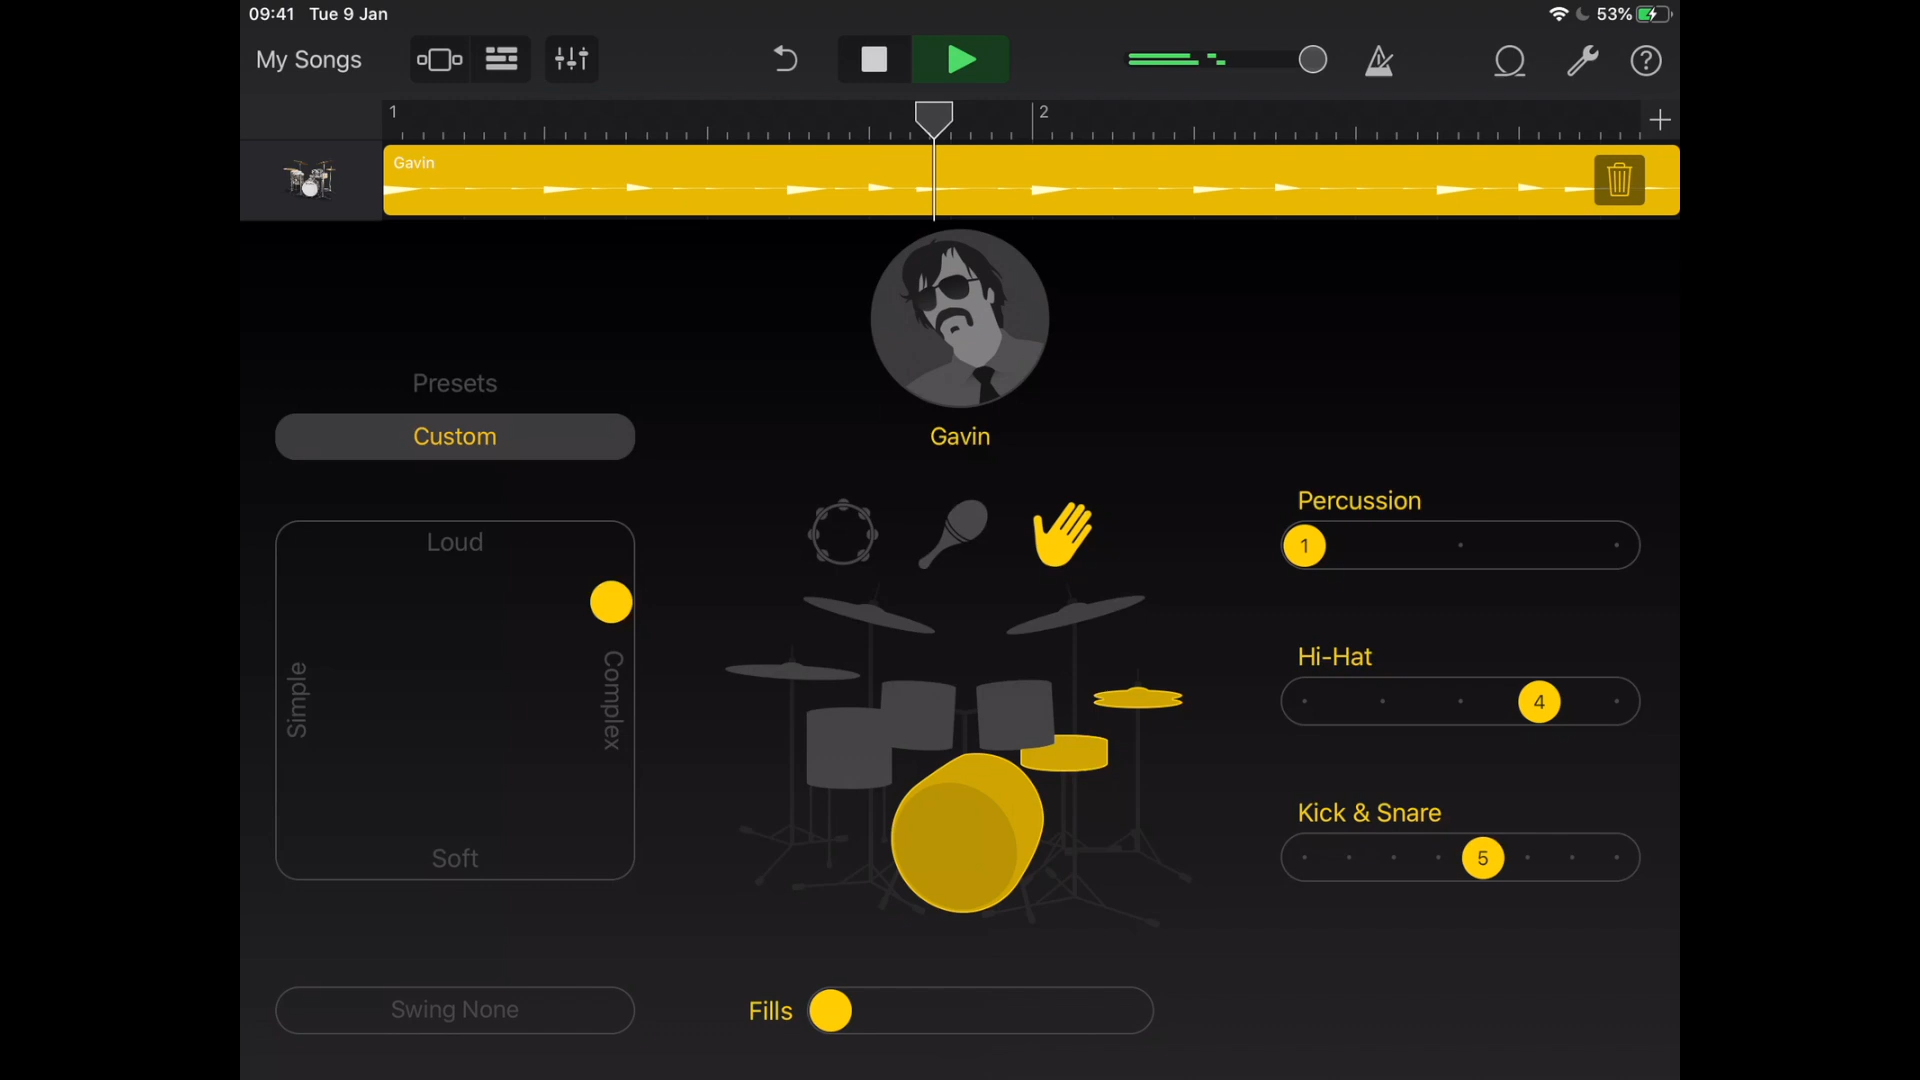 09:41 Tue 9 Jan
53%
My Songs
1
2
Gavin
Presets
Custom
Gavin
Loud
Simple
Complex
Soft
Percussion
1
Hi-Hat
4
Kick & Snare
5
Swing None
Fills